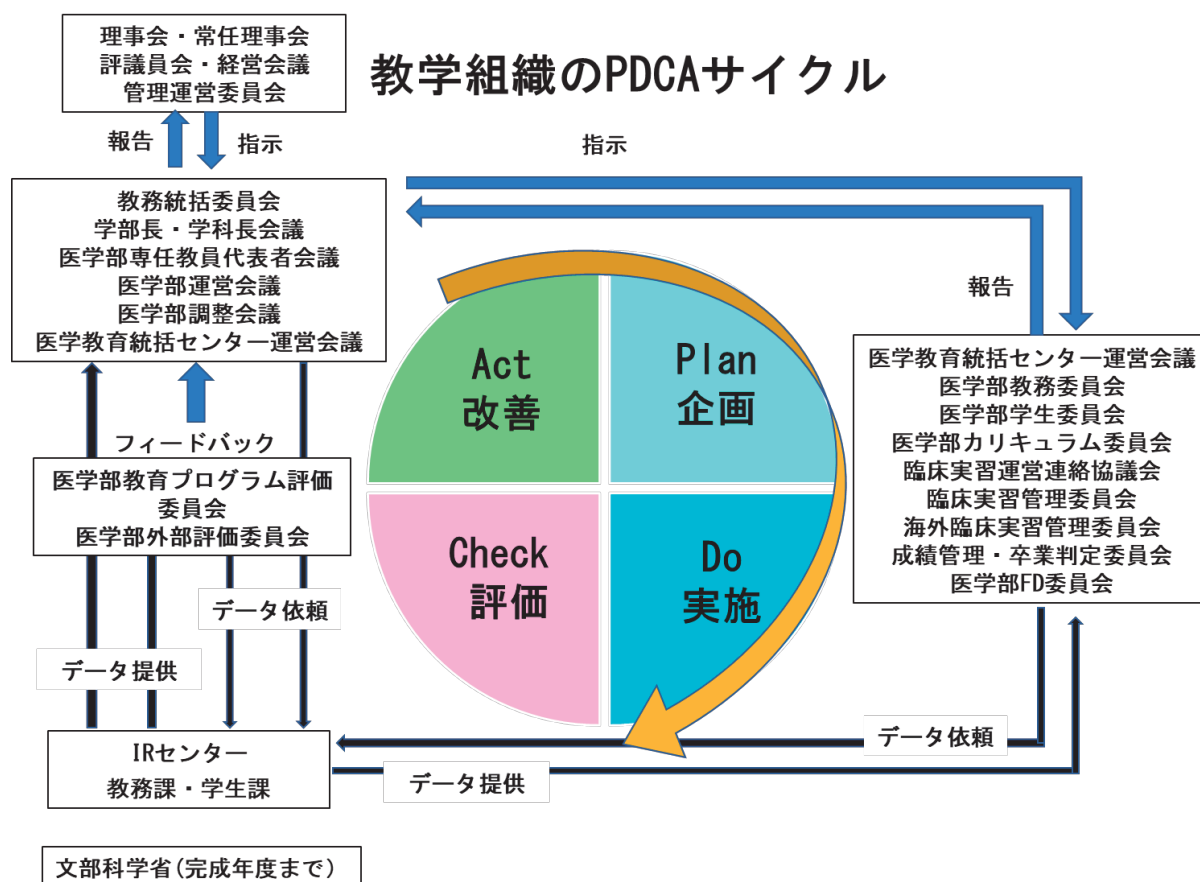 理事会・常任理事会
評議員会・経営会議
管理運営委員会
教学組織のPDCAサイクル
報告
指示
指示
教務統括委員会
学部長・学科長会議
医学部専任教員代表者会議
医学部運営会議
医学部調整会議
医学教育統括センター運営会議
報告
Act
改善
Plan
企画
医学教育統括センター運営会議
医学部教務委員会
医学部学生委員会
医学部カリキュラム委員会
臨床実習運営連絡協議会
臨床実習管理委員会
海外臨床実習管理委員会
成績管理・卒業判定委員会
医学部FD委員会
フィードバック
医学部教育プログラム評価
委員会
医学部外部評価委員会
Check
評価
Do
実施
データ依頼
データ提供
IRセンター
教務課・学生課
データ依頼
データ提供
文部科学省(完成年度まで)